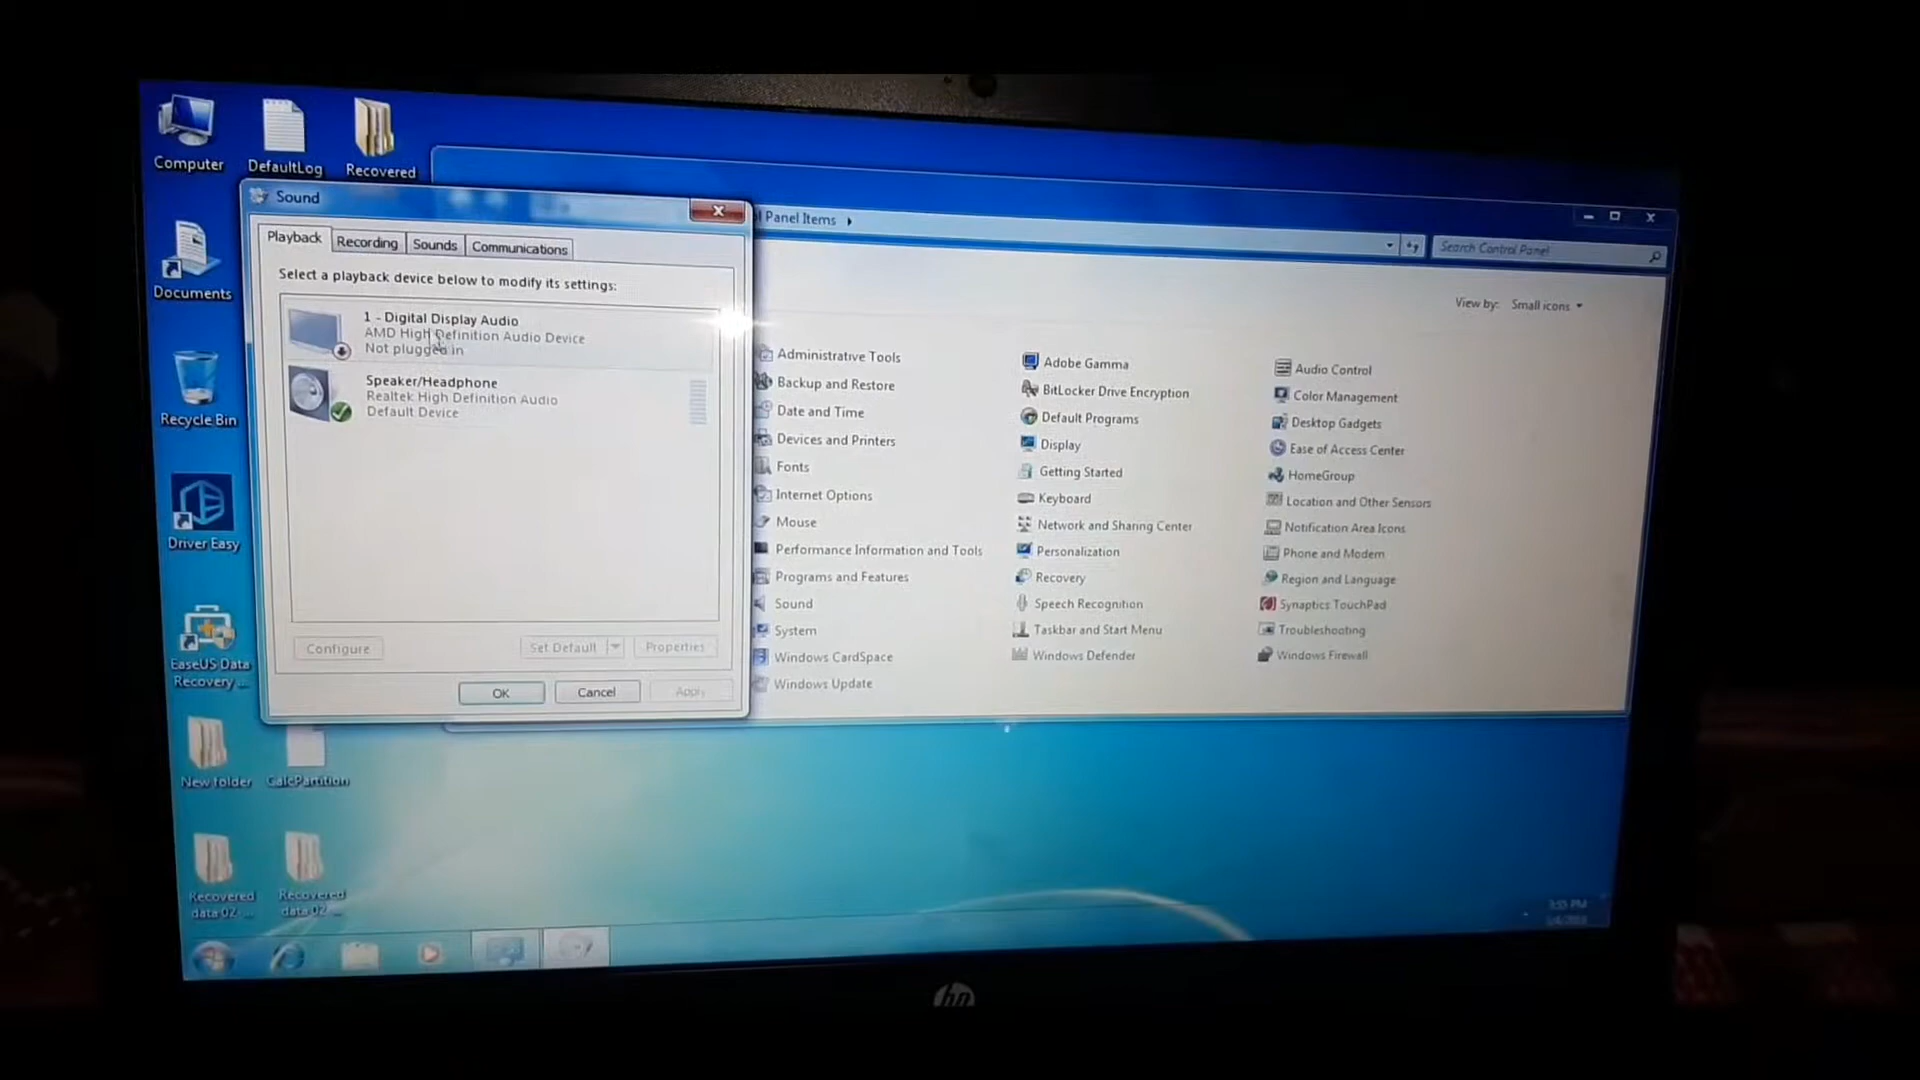 Computer
DefaultLog
Recovered
Documents
Recycle Bin
Driver Easy
EaseUS Data
Recovery ...
New folder
CalcPartition
Recovered
data 02-...
Recovered
data 02-...
Sound
Playback
Recording
Sounds
Communications
Select a playback device below to modify its settings:
1 - Digital Display Audio
AMD High Definition Audio Device
Not plugged in
Speaker/Headphone
Realtek High Definition Audio
Default Device
Configure
Set Default
Properties
OK
Cancel
Apply
Panel Items
Search Control Panel
View by: Small icons
Administrative Tools
Adobe Gamma
Audio Control
Backup and Restore
BitLocker Drive Encryption
Color Management
Date and Time
Default Programs
Desktop Gadgets
Devices and Printers
Display
Ease of Access Center
Fonts
Getting Started
HomeGroup
Internet Options
Keyboard
Location and Other Sensors
Mouse
Network and Sharing Center
Notification Area Icons
Performance Information and Tools
Personalization
Phone and Modem
Programs and Features
Recovery
Region and Language
Sound
Speech Recognition
Synaptics TouchPad
System
Taskbar and Start Menu
Troubleshooting
Windows CardSpace
Windows Defender
Windows Firewall
Windows Update
3:55 PM
hp